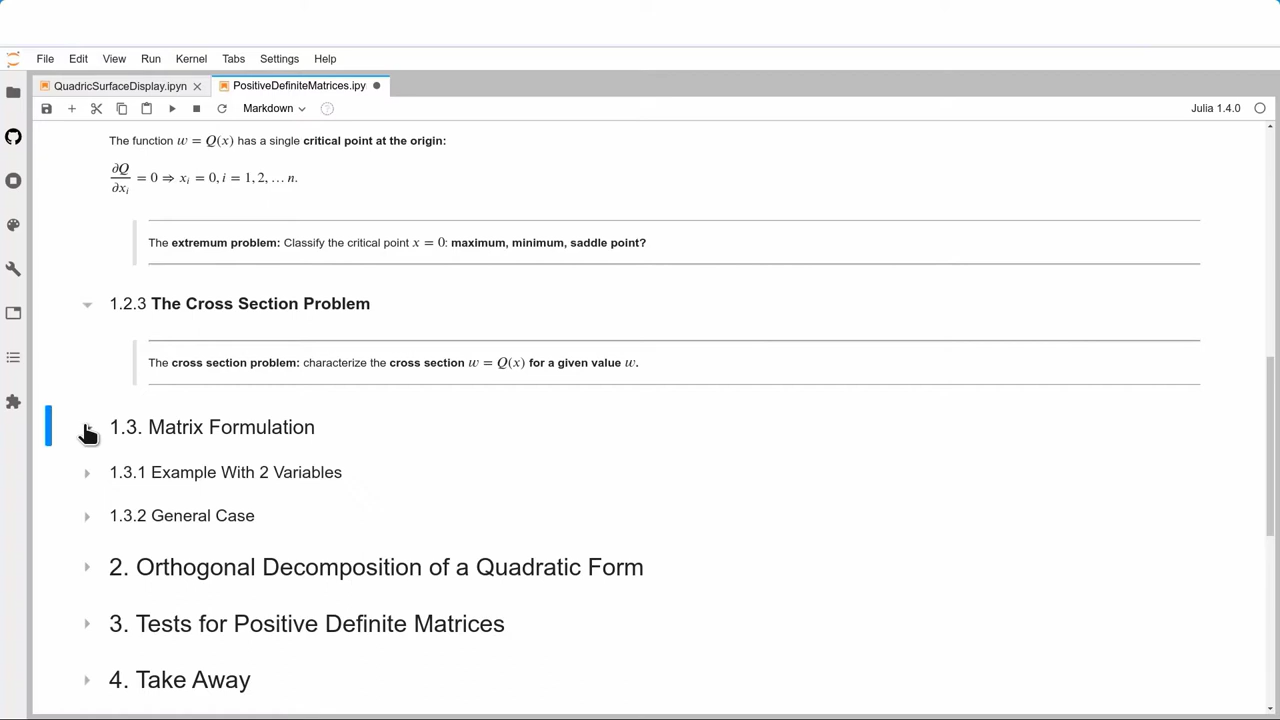 File Edit View Run Kernel Tabs Settings Help
QuadricSurfaceDisplay.ipyn
PositiveDefiniteMatrices.ipy
Markdown
Julia 1.4.0
The function w = Q(x) has a single critical point at the origin:
∂Q/∂xᵢ = 0 ⇒ xᵢ = 0, i = 1, 2, … n.
The extremum problem: Classify the critical point x = 0: maximum, minimum, saddle point?
1.2.3 The Cross Section Problem
The cross section problem: characterize the cross section w = Q(x) for a given value w.
1.3. Matrix Formulation
1.3.1 Example With 2 Variables
1.3.2 General Case
2. Orthogonal Decomposition of a Quadratic Form
3. Tests for Positive Definite Matrices
4. Take Away